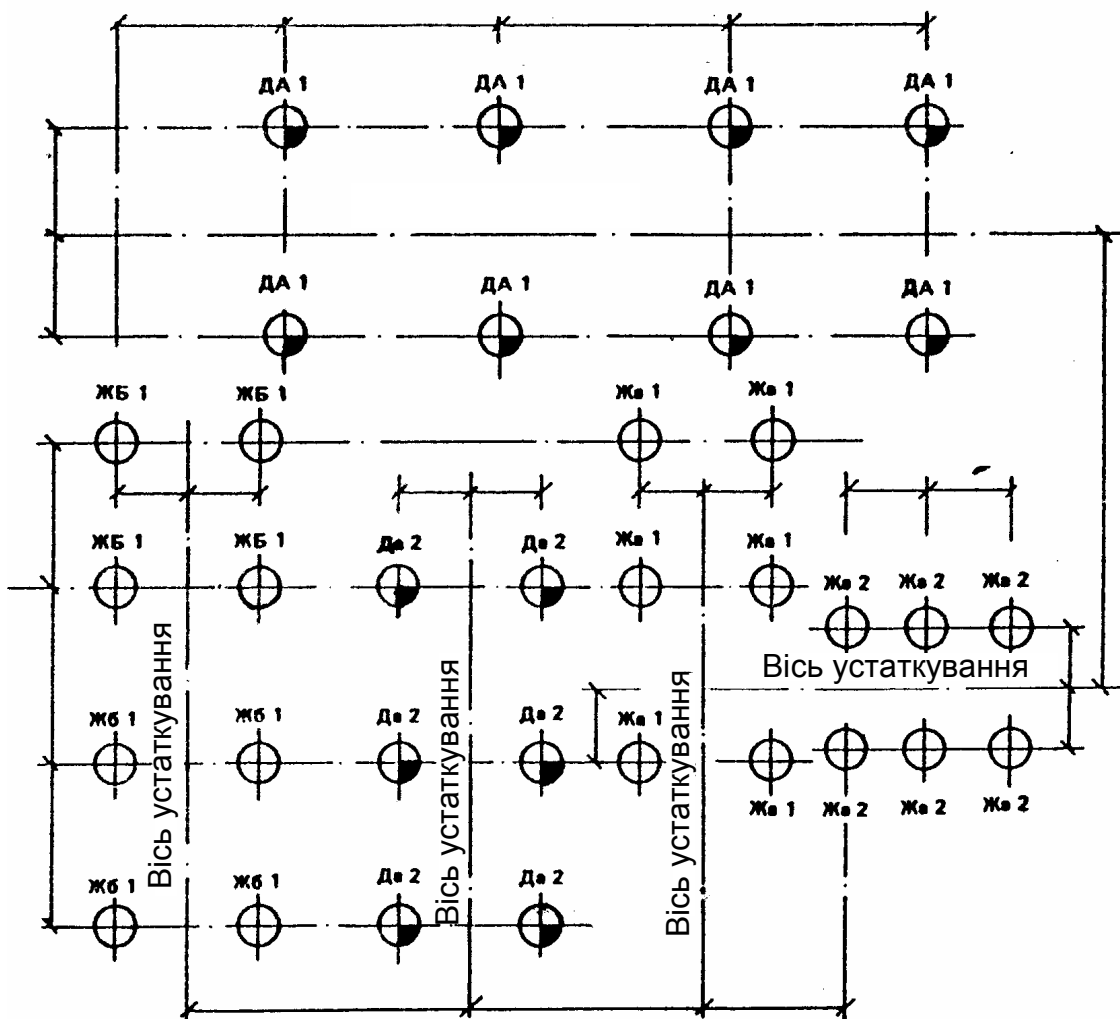 ДА 1 ДА 1 ДА 1 ДА 1
ДА 1 ДА 1 ДА 1 ДА 1
ЖБ 1 ЖБ 1 Жа 1 Жа 1
ЖБ 1 ЖБ 1 Да 2 Да 2 Жа 1 Жа 1
Жа 2 Жа 2 Жа 2
Вісь устаткування
Вісь устаткування
Вісь устаткування
Вісь устаткування
Жб 1 Жб 1 Да 2 Да 2 Жа 1
Жа 1 Жа 2 Жа 2 Жа 2
Жб 1 Жб 1 Да 2 Да 2